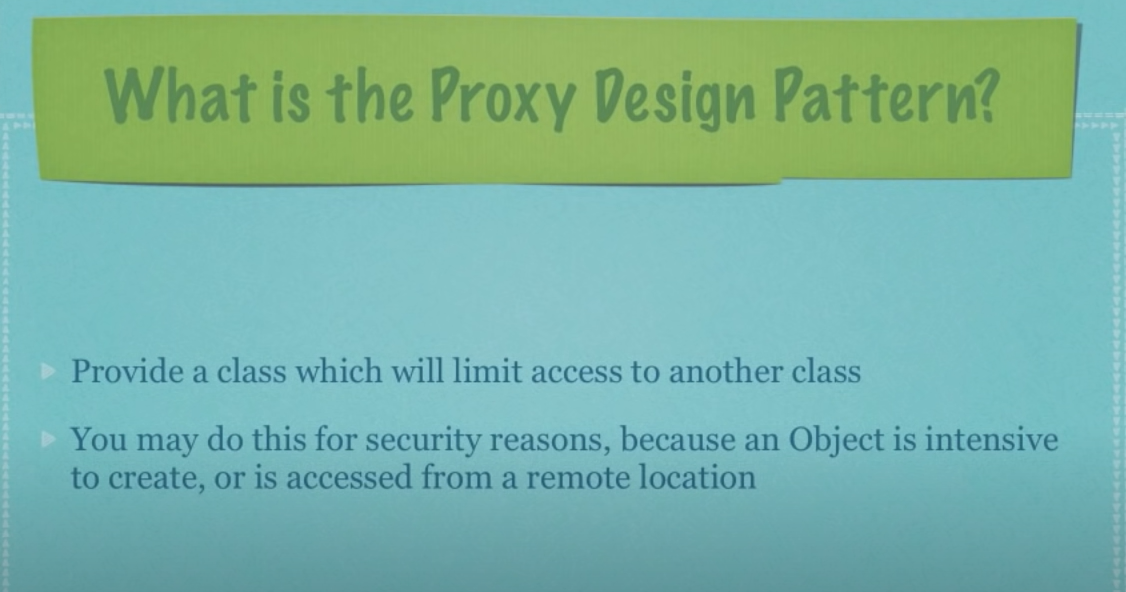 What is the Proxy Design Pattern?
Provide a class which will limit access to another class
You may do this for security reasons, because an Object is intensive
to create, or is accessed from a remote location